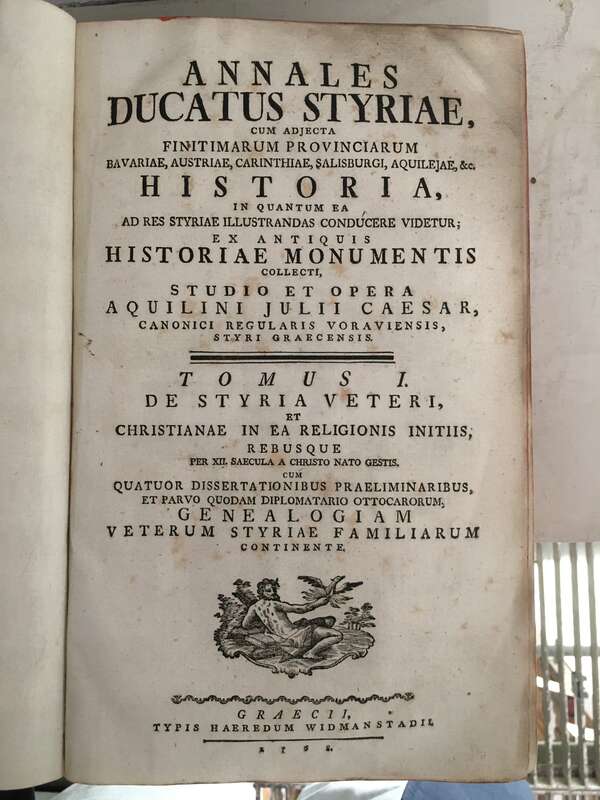 ANNALES
DUCATUS STYRIAE,
CUM ADJECTA
FINITIMARUM PROVINCIARUM
BAVARIAE, AUSTRIAE, CARINTHIAE, SALISBURGI, AQUILEJAE, &c.
HISTORIA,
IN QUANTUM EA
AD RES STYRIAE ILLUSTRANDAS CONDUCERE VIDETUR;
EX ANTIQUIS
HISTORIAE MONUMENTIS
COLLECTI,
STUDIO ET OPERA
AQUILINI JULII CAESAR,
CANONICI REGULARIS VORAVIENSIS,
STYRI GRAECENSIS.
TOMUS I.
DE STYRIA VETERI,
ET
CHRISTIANAE IN EA RELIGIONIS INITIIS,
REBUSQUE
PER XII. SAECULA A CHRISTO NATO GESTIS.
CUM
QUATUOR DISSERTATIONIBUS PRAELIMINARIBUS,
ET PARVO QUODAM DIPLOMATARIO OTTOCARORUM,
GENEALOGIAM
VETERUM STYRIAE FAMILIARUM
CONTINENTE.
GRAECII,
TYPIS HAEREDUM WIDMANSTADII.
1768.